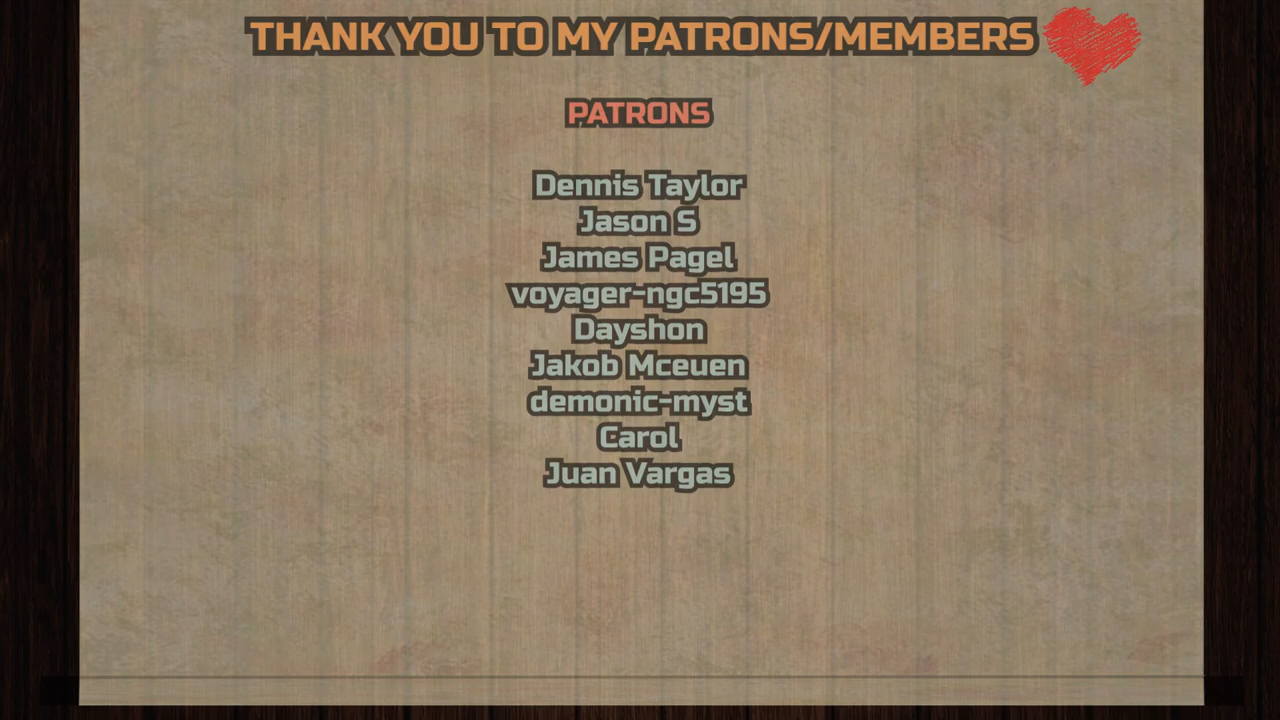 THANK YOU TO MY PATRONS/MEMBERS
PATRONS
Dennis Taylor
Jason S
James Pagel
voyager-ngc5195
Dayshon
Jakob Mceuen
demonic-myst
Carol
Juan Vargas